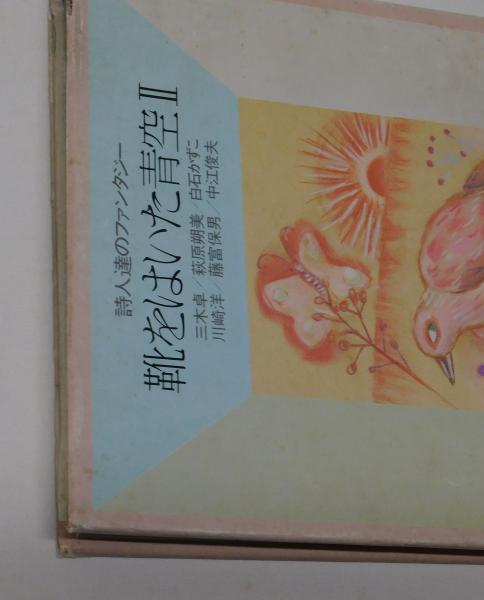 詩人達のファンタジー
靴をはいた青空Ⅱ
三木卓／萩原朔美／白石かずこ
川崎洋／藤富保男／中江俊夫